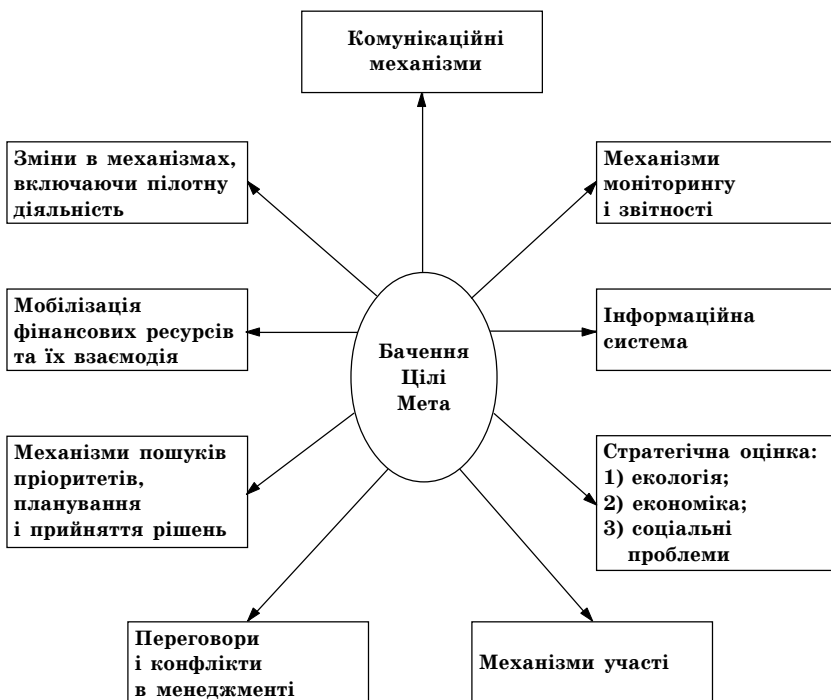 Комунікаційні
механізми
Зміни в механізмах,
включаючи пілотну
діяльність
Механізми
моніторингу
і звітності
Мобілізація
фінансових ресурсів
та їх взаємодія
Інформаційна
система
Бачення
Цілі
Мета
Механізми пошуків
пріоритетів,
планування
і прийняття рішень
Стратегічна оцінка:
1) екологія;
2) економіка;
3) соціальні
проблеми
Переговори
і конфлікти
в менеджменті
Механізми участі